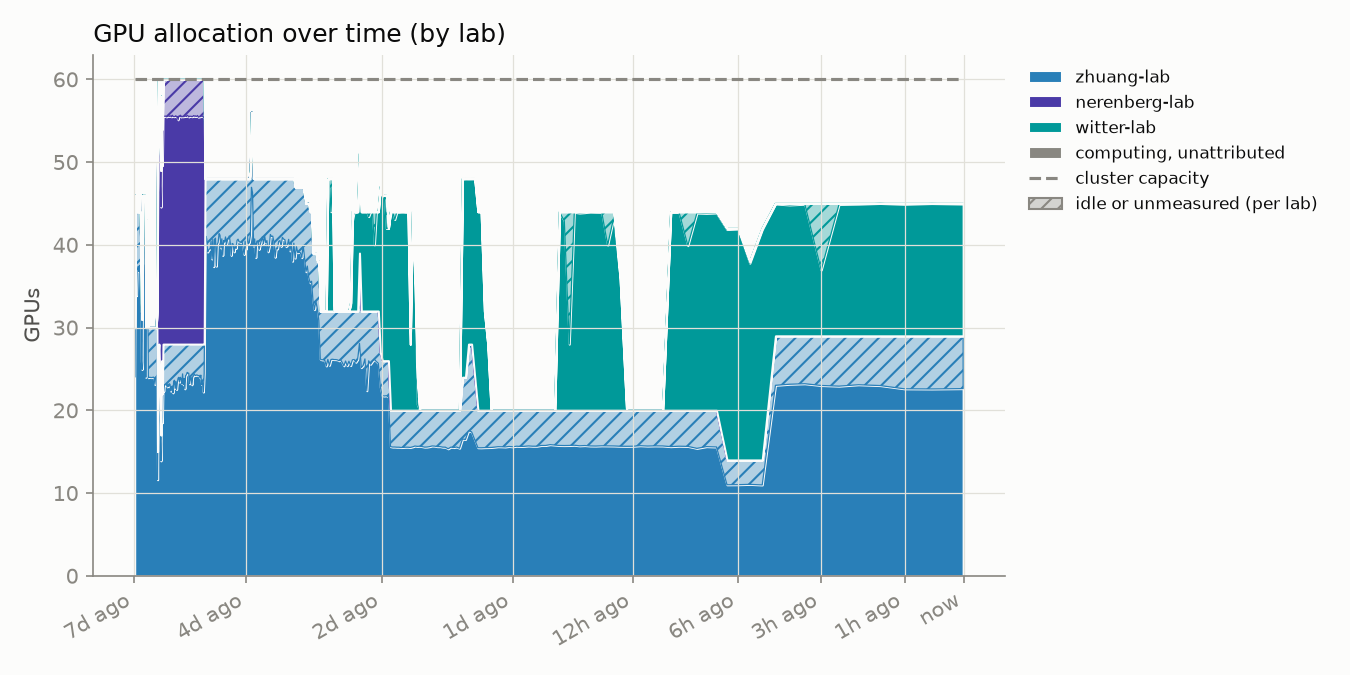 GPU allocation over time (by lab)
GPUs
60
50
40
30
20
10
0
7d ago
4d ago
2d ago
1d ago
12h ago
6h ago
3h ago
1h ago
now
zhuang-lab
nerenberg-lab
witter-lab
computing, unattributed
cluster capacity
idle or unmeasured (per lab)